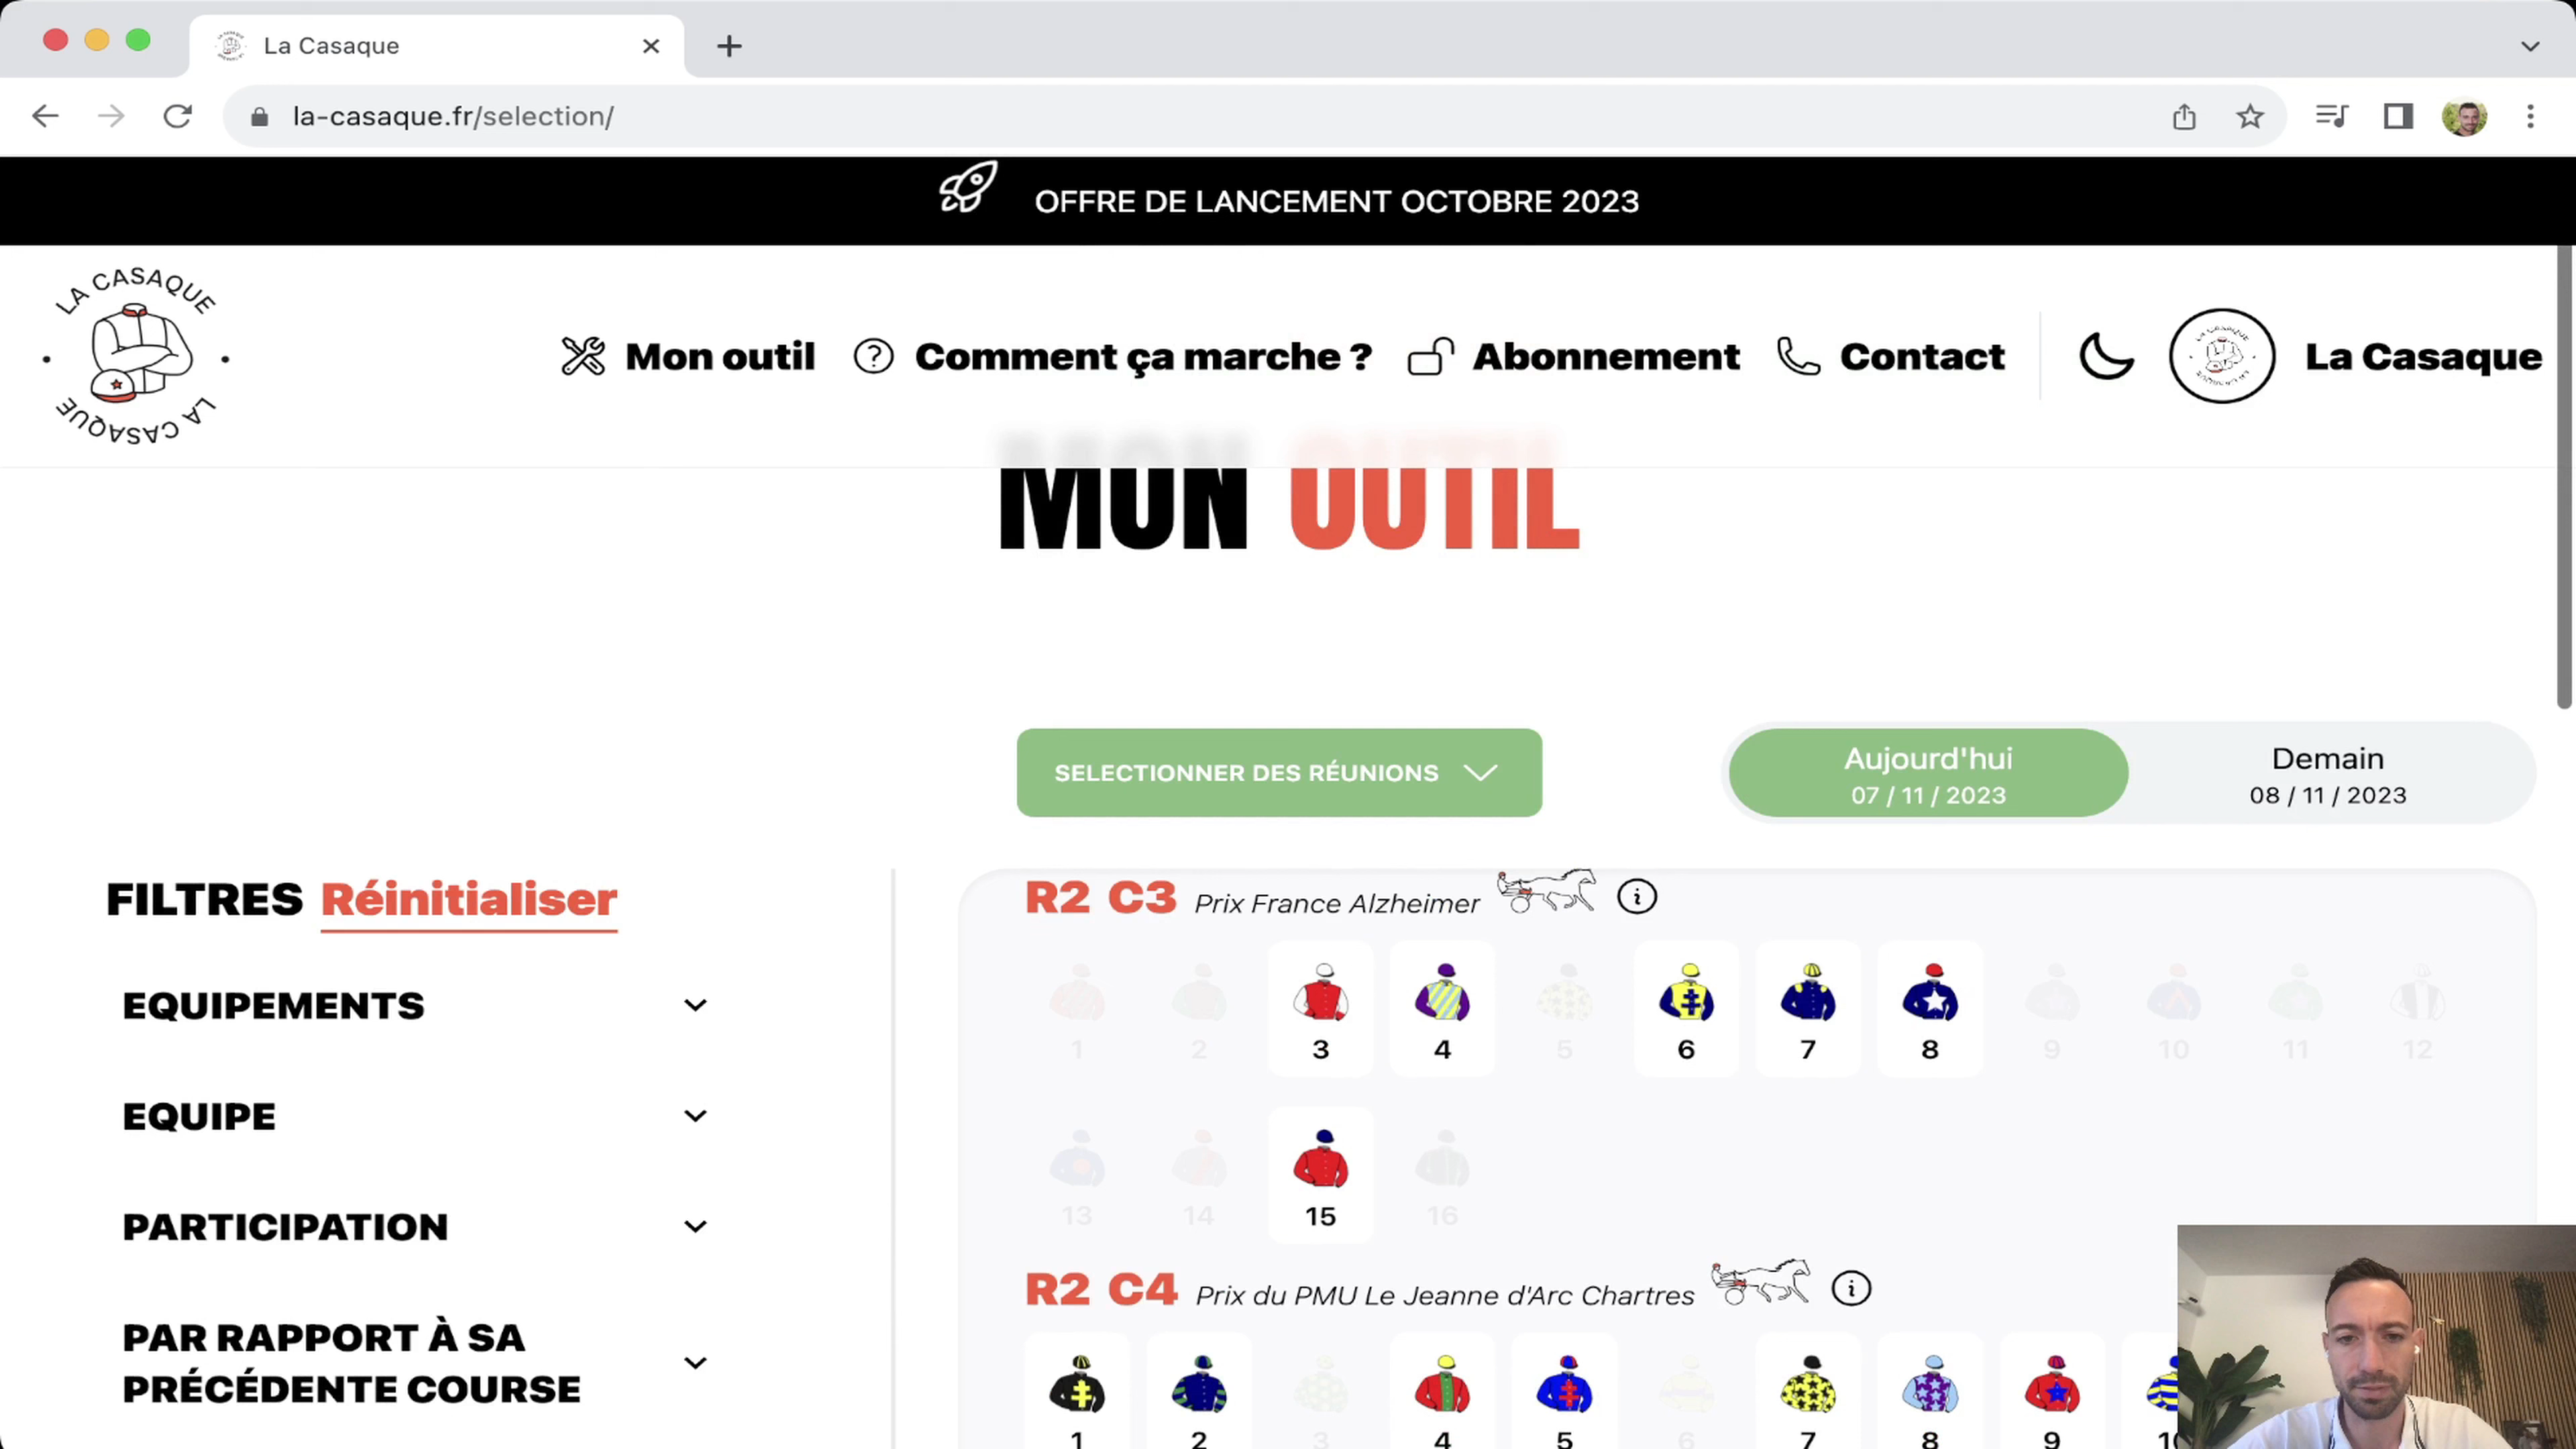 La Casaque
la-casaque.fr/selection/
OFFRE DE LANCEMENT OCTOBRE 2023
LA CASAQUE
LA CASAQUE
Mon outil
Comment ça marche ?
Abonnement
Contact
La Casaque
MON OUTIL
SELECTIONNER DES RÉUNIONS
Aujourd'hui
07 / 11 / 2023
Demain
08 / 11 / 2023
FILTRES Réinitialiser
EQUIPEMENTS
EQUIPE
PARTICIPATION
PAR RAPPORT À SA
PRÉCÉDENTE COURSE
R2 C3 Prix France Alzheimer
1 2 3 4 5 6 7 8 9 10 11 12
13 14 15 16
R2 C4 Prix du PMU Le Jeanne d'Arc Chartres
1 2 3 4 5 6 7 8 9